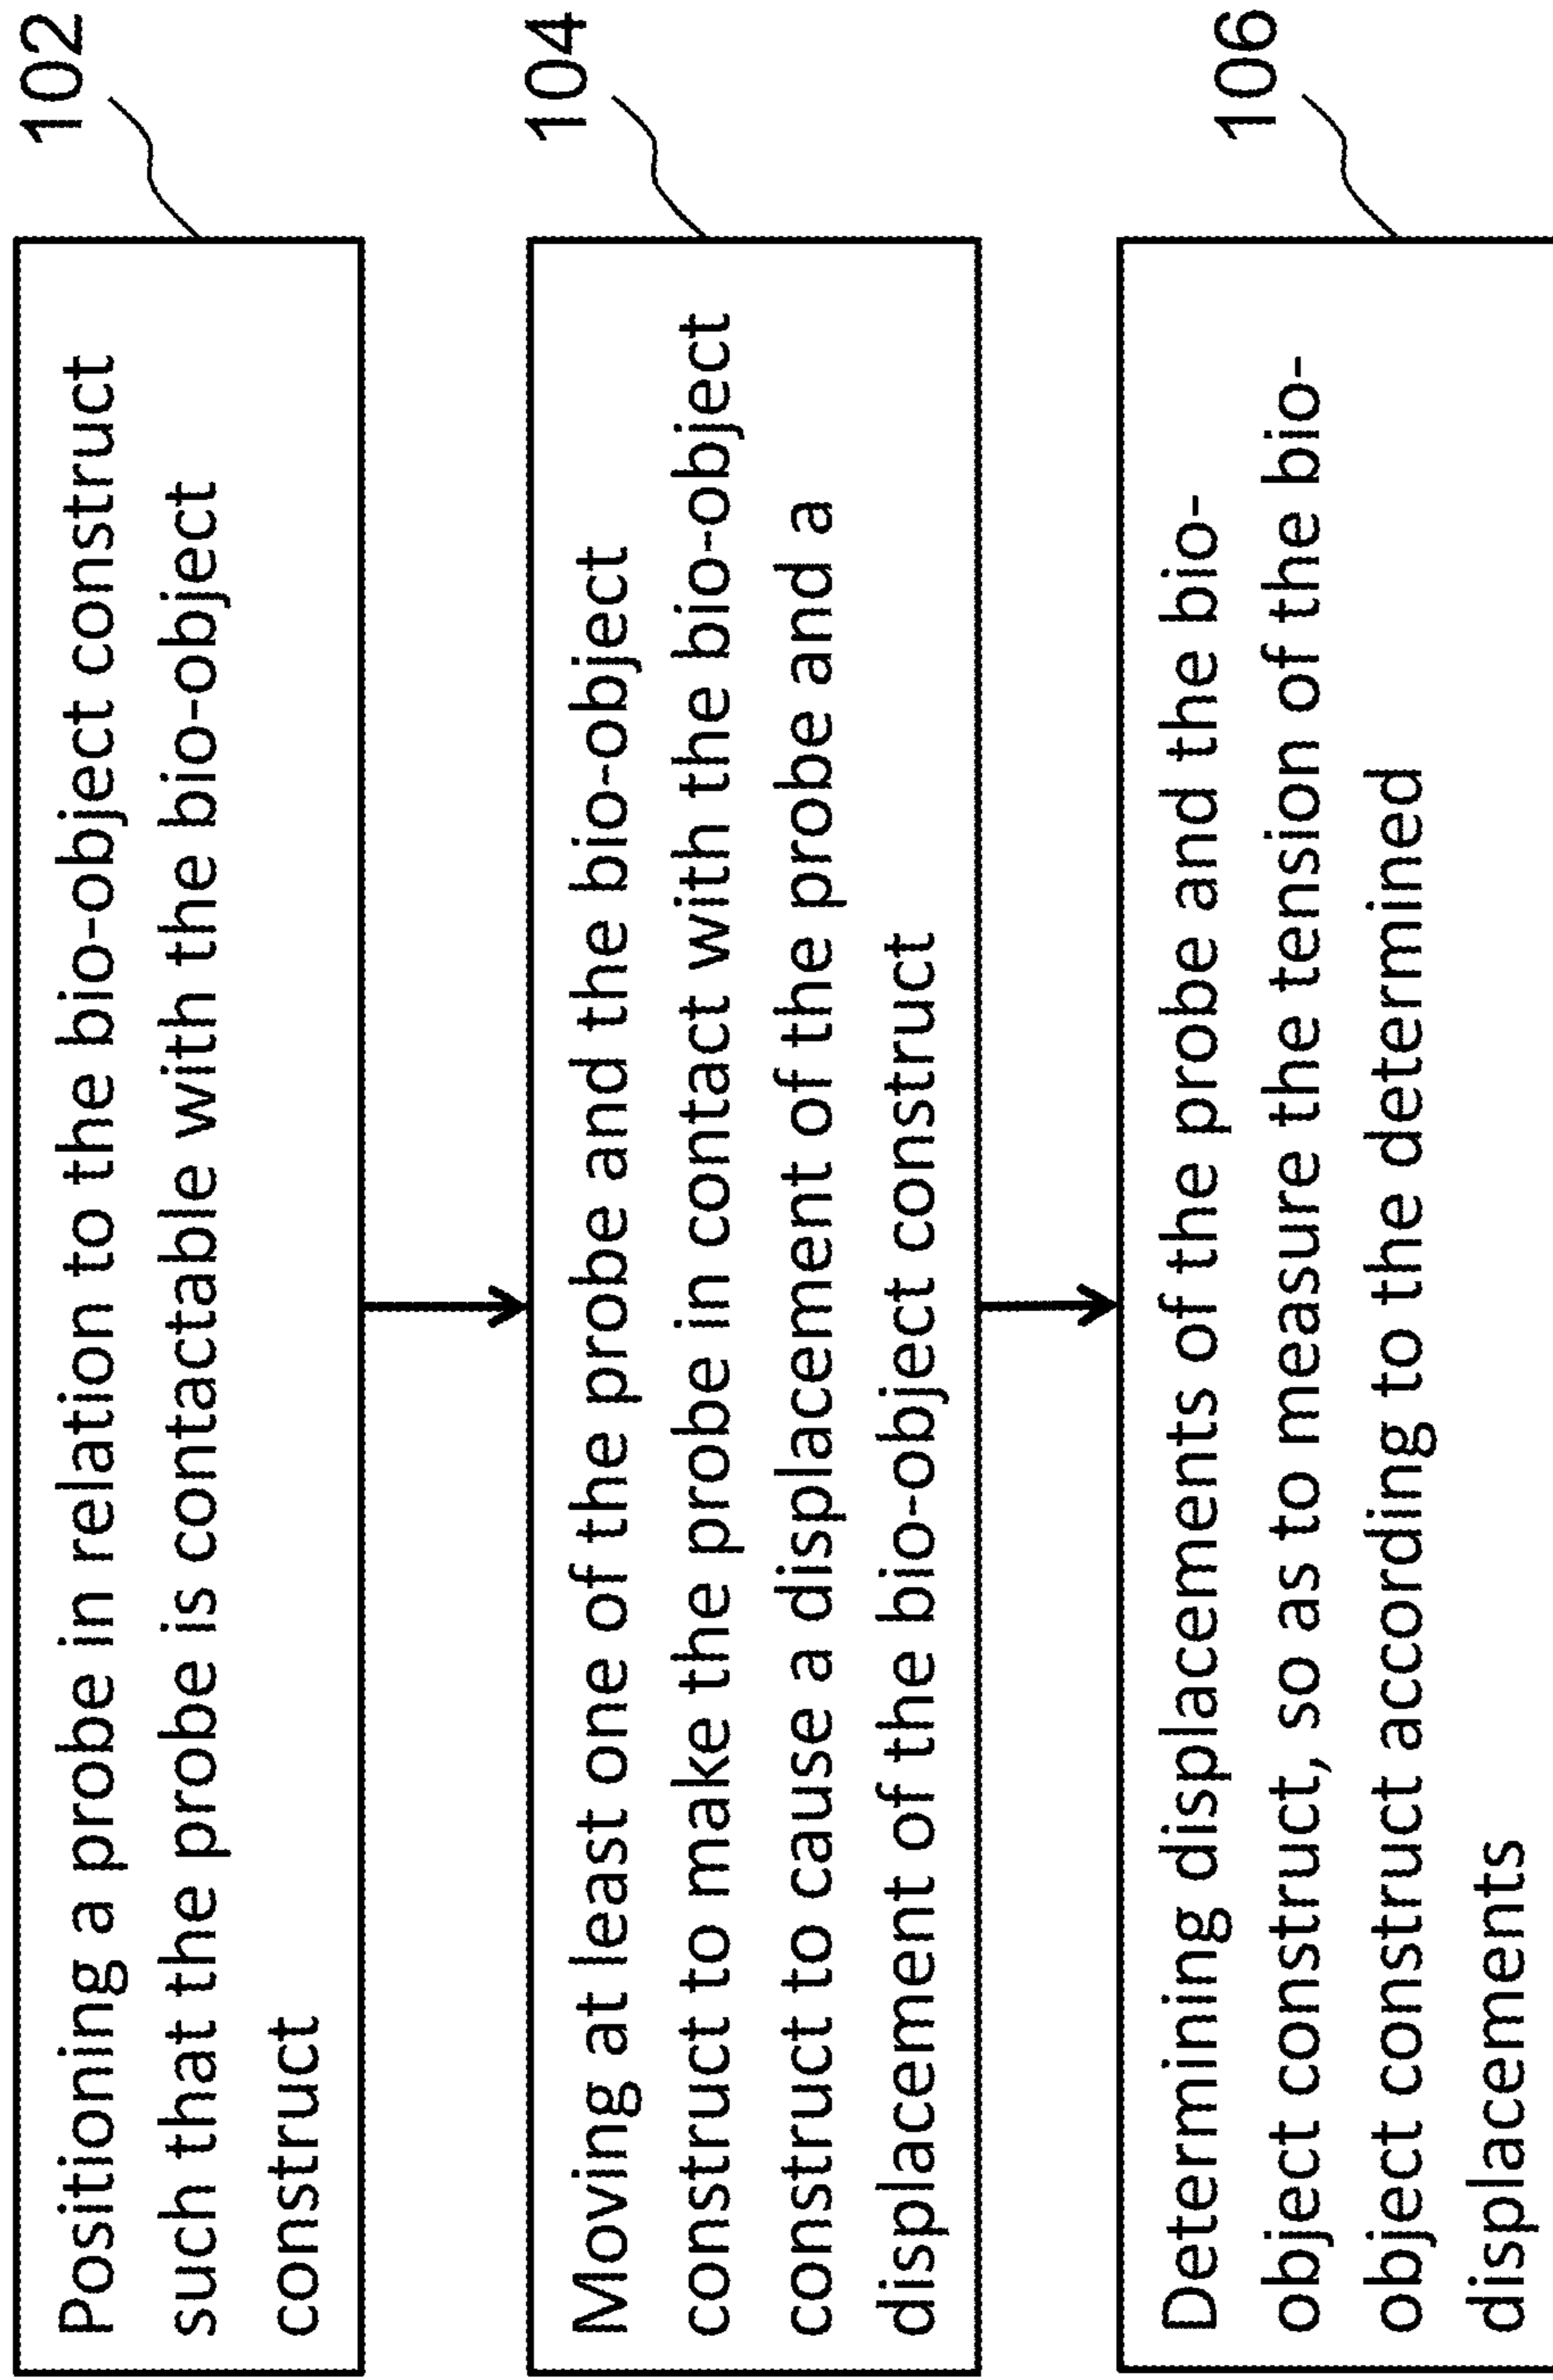 Positioning a probe in relation to the bio-object construct
such that the probe is contactable with the bio-object
construct
102
Moving at least one of the probe and the bio-object
construct to make the probe in contact with the bio-object
construct to cause a displacement of the probe and a
displacement of the bio-object construct
104
Determining displacements of the probe and the bio-
object construct, so as to measure the tension of the bio-
object construct according to the determined
displacements
106